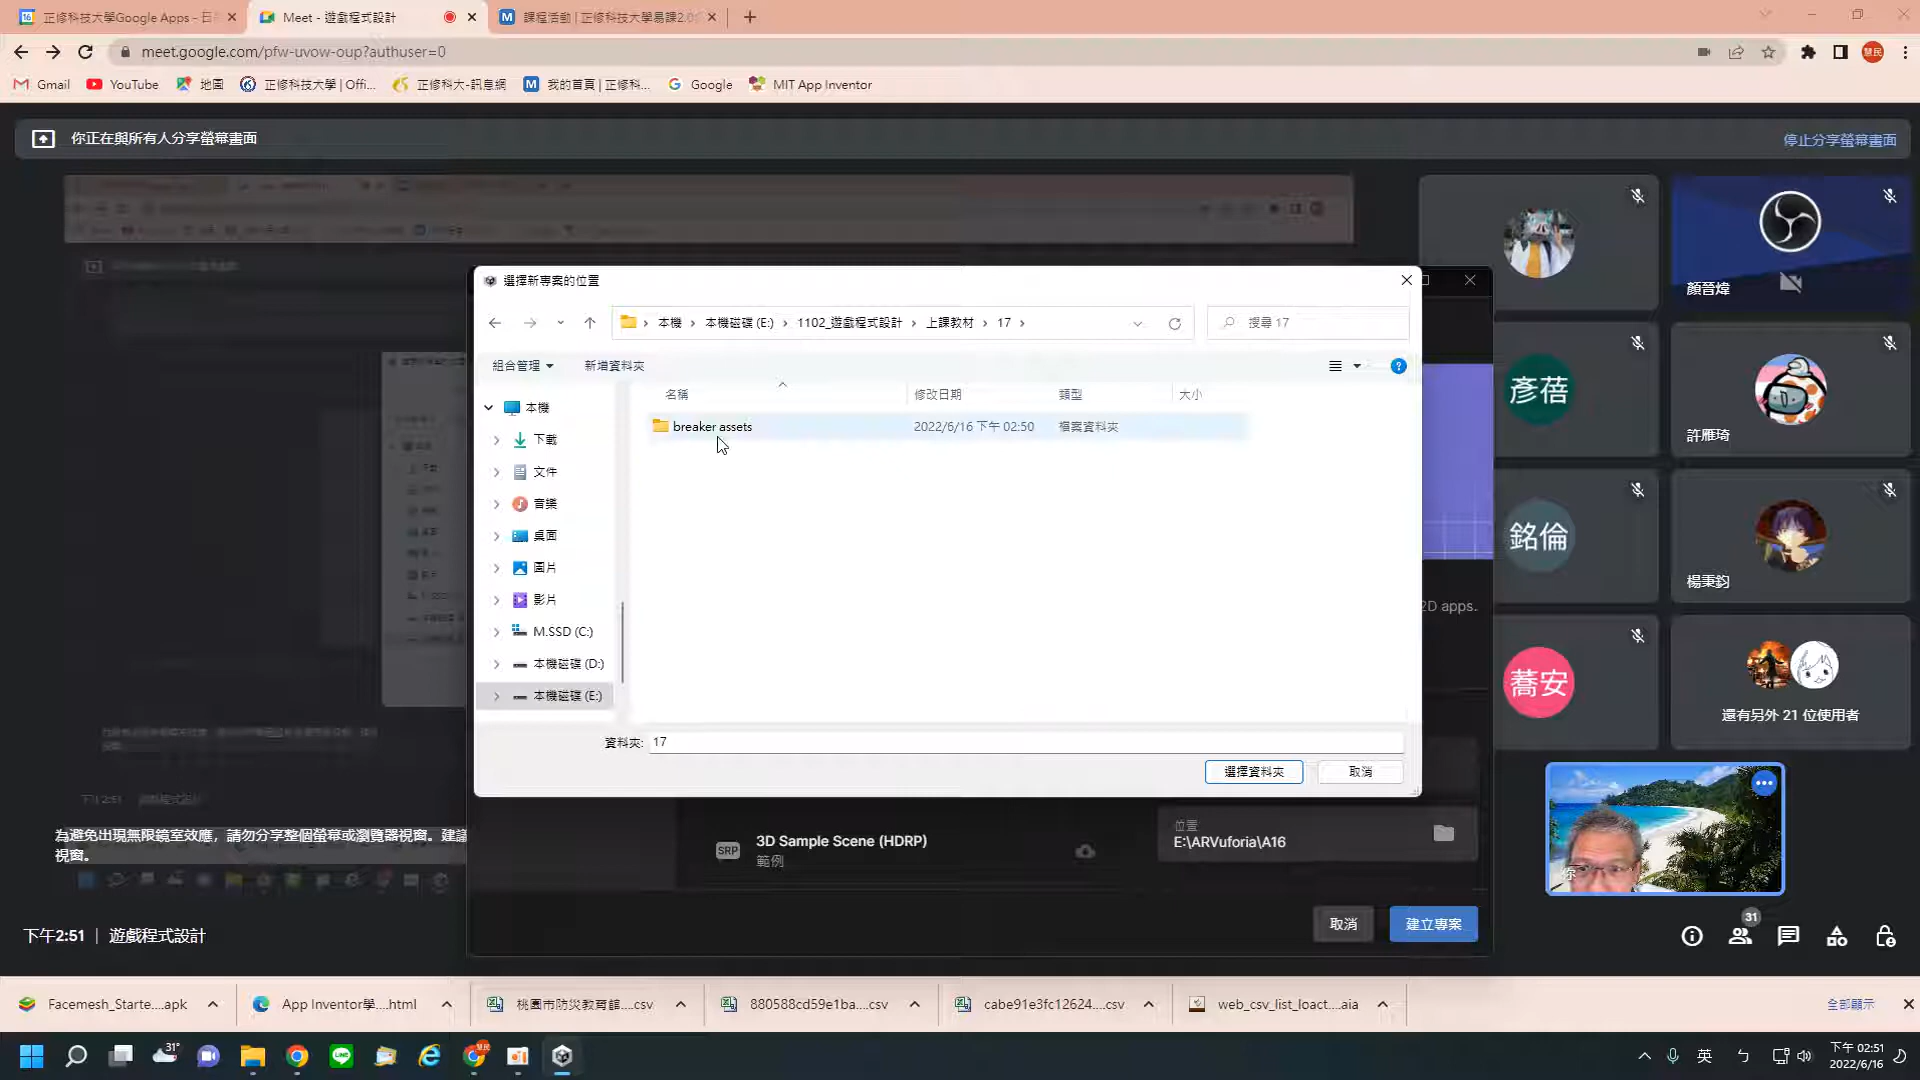 正修科技大學Google Apps - 日
Meet - 遊戲程式設計
課程活動 | 正修科技大學易課2.0
meet.google.com/pfw-uvow-oup?authuser=0
慧民
Gmail
YouTube
地圖
正修科技大學 | Offi...
正修科大-訊息網
我的首頁 | 正修科...
Google
MIT App Inventor
你正在與所有人分享螢幕畫面
停止分享螢幕畫面
選擇新專案的位置
本機
本機磁碟 (E:)
1102_遊戲程式設計
上課教材
17
搜尋 17
組合管理
新增資料夾
名稱
修改日期
類型
大小
breaker assets
2022/6/16 下午 02:50
檔案資料夾
本機
下載
文件
音樂
桌面
圖片
影片
M.SSD (C:)
本機磁碟 (D:)
本機磁碟 (E:)
資料夾:
17
選擇資料夾
取消
顏晉煒
彥蓓
許雁琦
銘倫
楊秉鈞
2D apps.
蕎安
還有另外 21 位使用者
你
為避免出現無限鏡室效應，請勿分享整個螢幕或瀏覽器視窗。建議
視窗。
SRP
3D Sample Scene (HDRP)
範例
位置
E:\ARVuforia\A16
取消
建立專案
下午2:51 | 遊戲程式設計
31
Facemesh_Starte....apk
App Inventor學....html
桃園市防災教育館....csv
880588cd59e1ba....csv
cabe91e3fc12624....csv
web_csv_list_loact....aia
全部顯示
31°
英
下午 02:51
2022/6/16